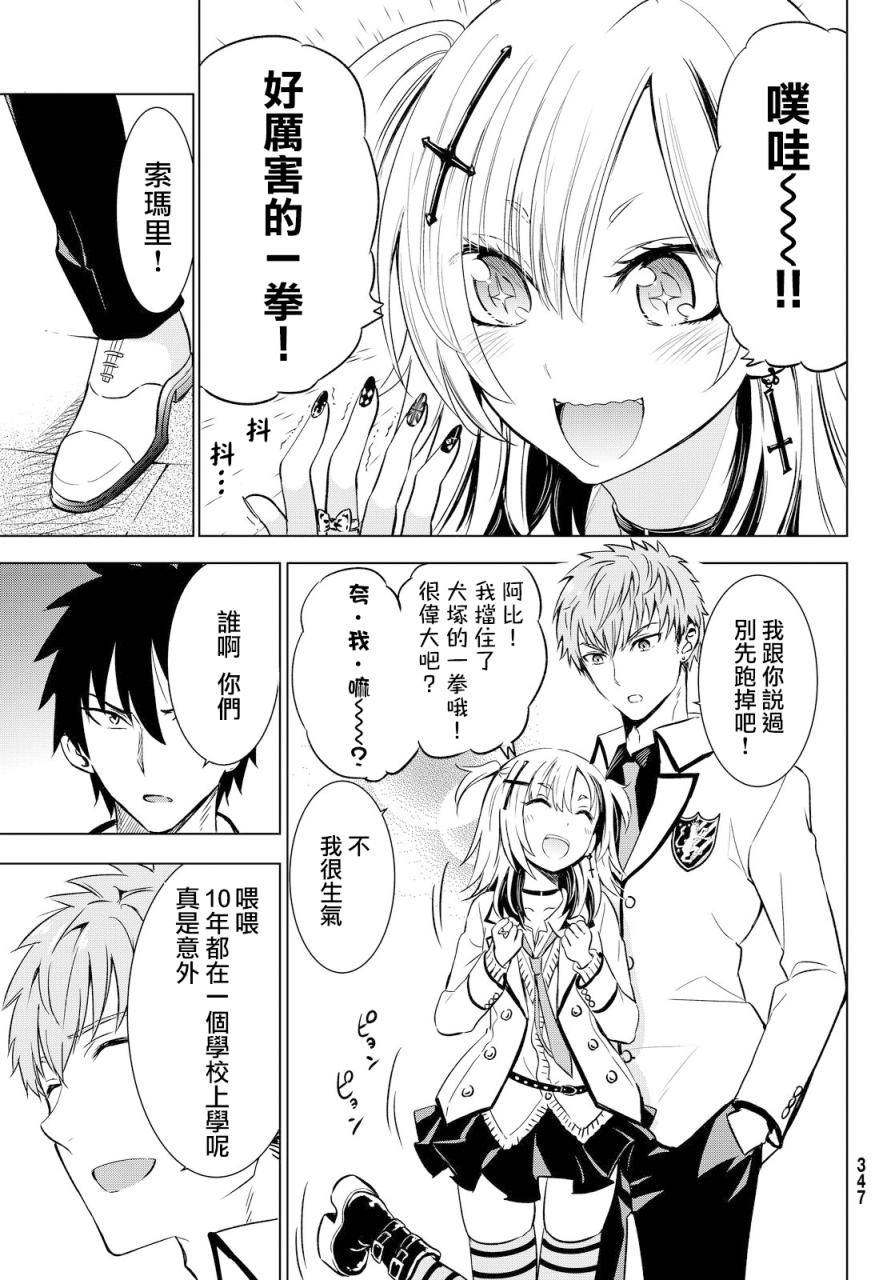 噗哇~~~!!
好厲害的一拳!
抖
抖…
索瑪里!
我跟你說過
別先跑掉吧!
阿比!
我擋住了
犬塚的一拳哦!
很偉大吧?
夸·我·嘛~~~?
不
我很生氣
ピョン
ピョン
誰啊 你們
喂喂
10年都在一個學校上學呢
真是意外
347